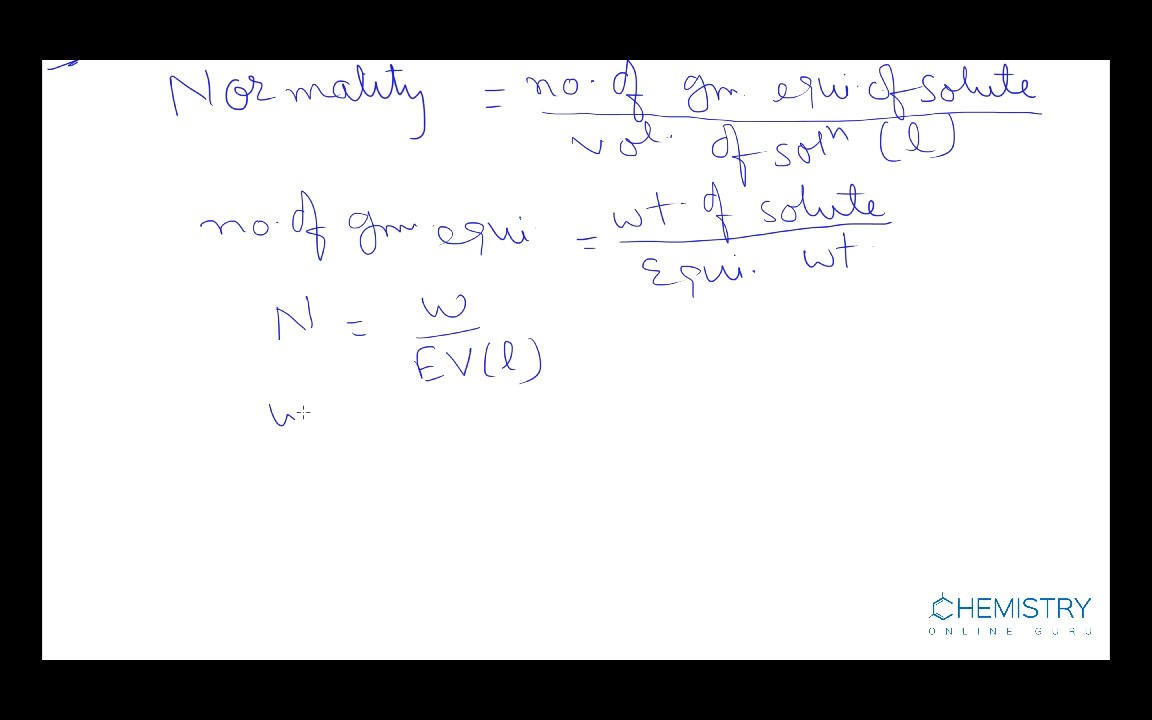 Normality = no. of gm. equi. of solute
vol. of solⁿ (l)
no. of gm equi = wt. of solute
Equi. wt
N = w
EV(l)
w
CHEMISTRY
ONLINE GURU